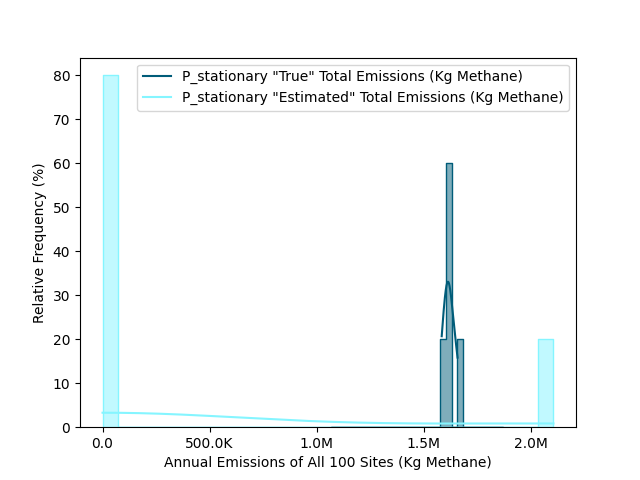 P_stationary "True" Total Emissions (Kg Methane)
P_stationary "Estimated" Total Emissions (Kg Methane)
80
70
60
50
40
30
20
10
0
Relative Frequency (%)
0.0 500.0K 1.0M 1.5M 2.0M
Annual Emissions of All 100 Sites (Kg Methane)